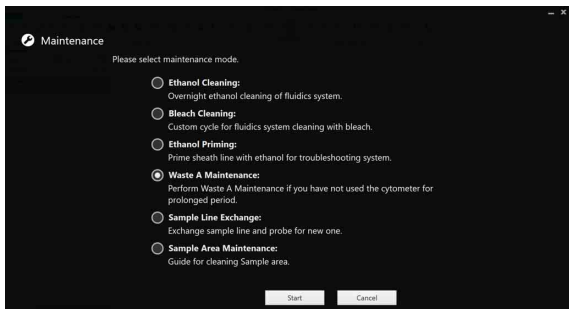 Maintenance
Please select maintenance mode.
Ethanol Cleaning:
Overnight ethanol cleaning of fluidics system.
Bleach Cleaning:
Custom cycle for fluidics system cleaning with bleach.
Ethanol Priming:
Prime sheath line with ethanol for troubleshooting system.
Waste A Maintenance:
Perform Waste A Maintenance if you have not used the cytometer for
prolonged period.
Sample Line Exchange:
Exchange sample line and probe for new one.
Sample Area Maintenance:
Guide for cleaning Sample area.
Start Cancel